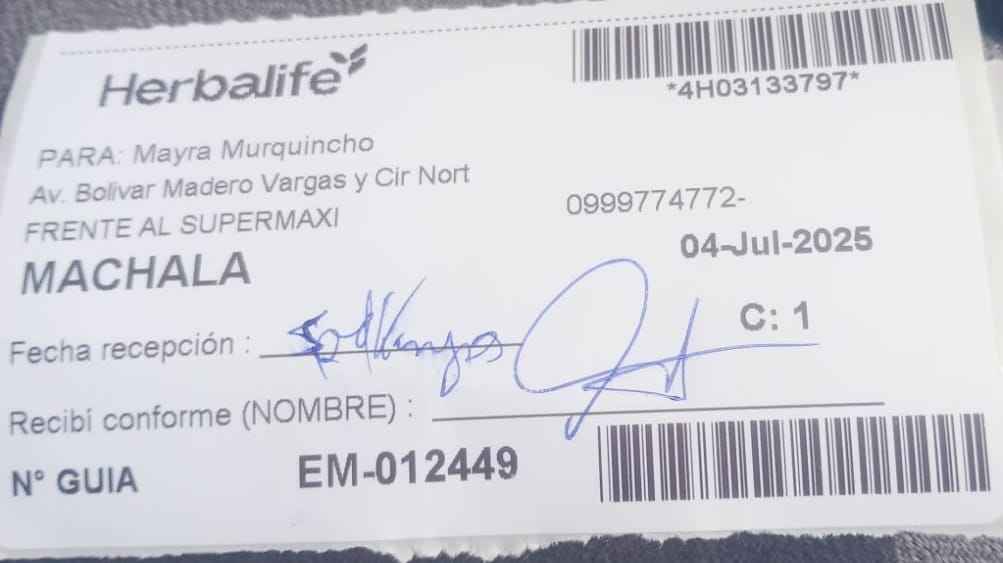 Herbalife
*4H03133797*
PARA: Mayra Murquincho
Av. Bolivar Madero Vargas y Cir Nort
FRENTE AL SUPERMAXI
0999774772-
MACHALA
04-Jul-2025
C: 1
Fecha recepción :
Recibí conforme (NOMBRE) :
N° GUIA EM-012449